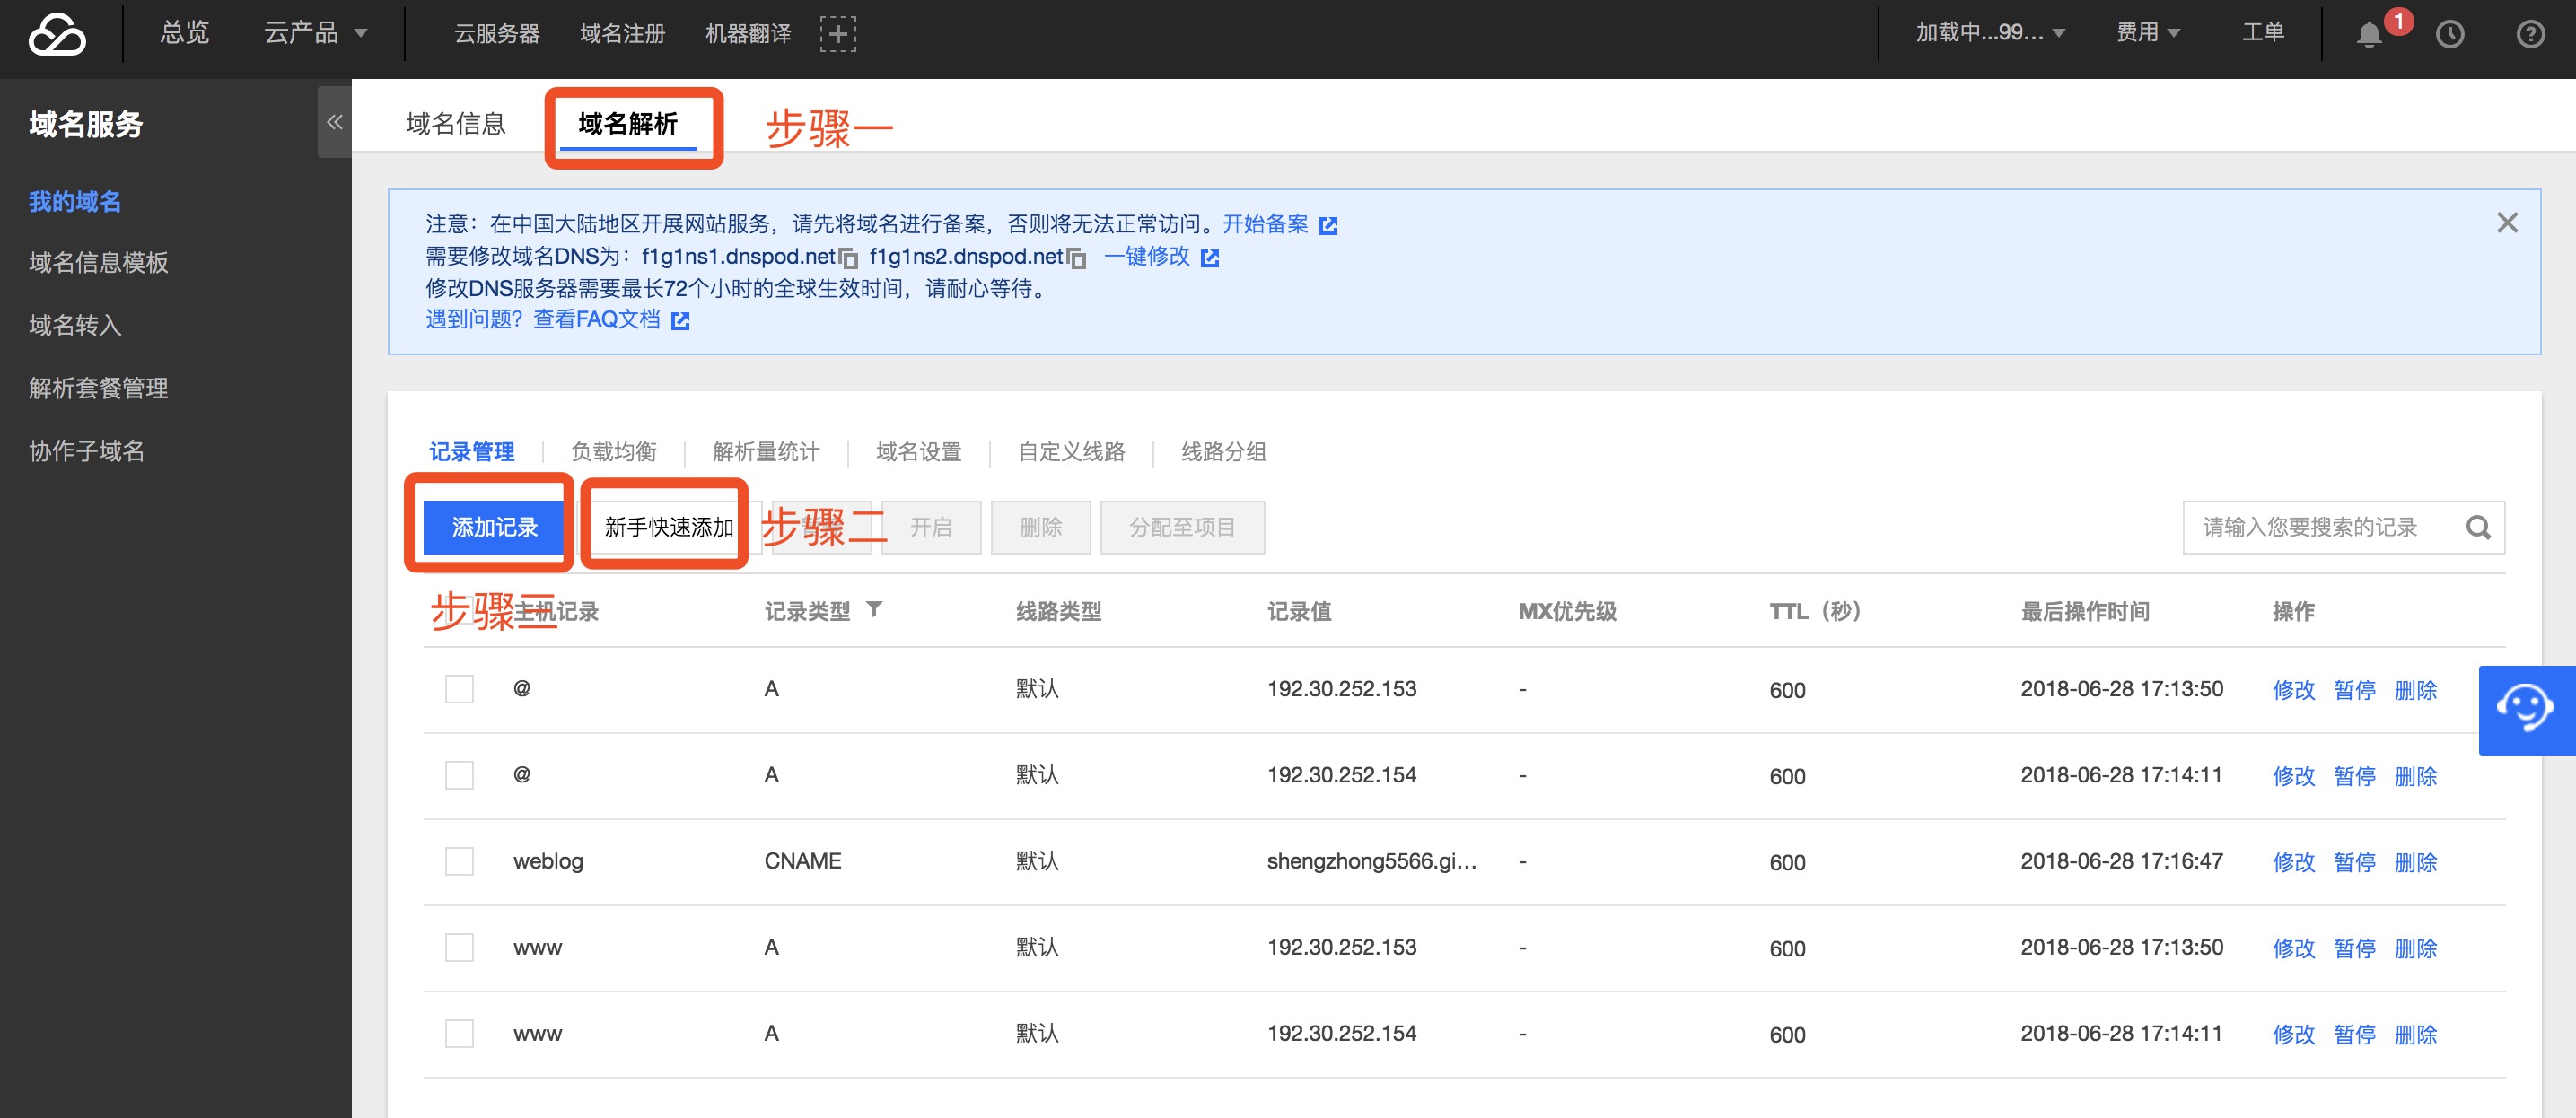 总览 云产品 云服务器 域名注册 机器翻译 加载中...99... 费用 工单 1
域名服务
我的域名
域名信息模板
域名转入
解析套餐管理
协作子域名
域名信息 域名解析 步骤一
注意：在中国大陆地区开展网站服务，请先将域名进行备案，否则将无法正常访问。开始备案
需要修改域名DNS为：f1g1ns1.dnspod.net f1g1ns2.dnspod.net 一键修改
修改DNS服务器需要最长72个小时的全球生效时间，请耐心等待。
遇到问题？查看FAQ文档
记录管理 负载均衡 解析量统计 域名设置 自定义线路 线路分组
添加记录 新手快速添加 步骤二 开启 删除 分配至项目 请输入您要搜索的记录
步骤三 主机记录 记录类型 线路类型 记录值 MX优先级 TTL（秒） 最后操作时间 操作
@ A 默认 192.30.252.153 - 600 2018-06-28 17:13:50 修改 暂停 删除
@ A 默认 192.30.252.154 - 600 2018-06-28 17:14:11 修改 暂停 删除
weblog CNAME 默认 shengzhong5566.gi... - 600 2018-06-28 17:16:47 修改 暂停 删除
www A 默认 192.30.252.153 - 600 2018-06-28 17:13:50 修改 暂停 删除
www A 默认 192.30.252.154 - 600 2018-06-28 17:14:11 修改 暂停 删除